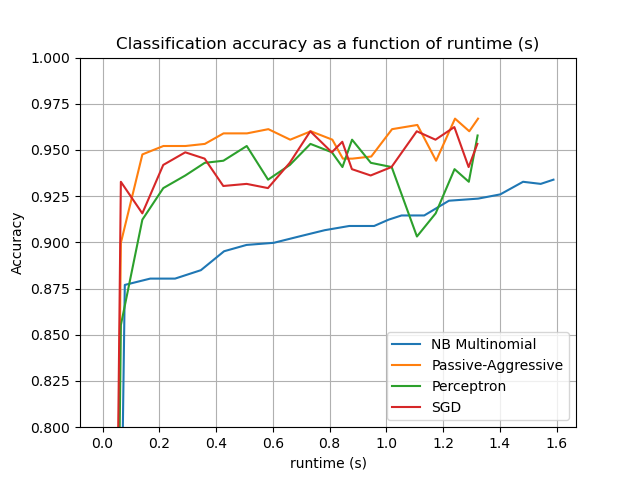 Classification accuracy as a function of runtime (s)
1.000
0.975
0.950
0.925
0.900
0.875
0.850
0.825
0.800
Accuracy
NB Multinomial
Passive-Aggressive
Perceptron
SGD
0.0 0.2 0.4 0.6 0.8 1.0 1.2 1.4 1.6
runtime (s)